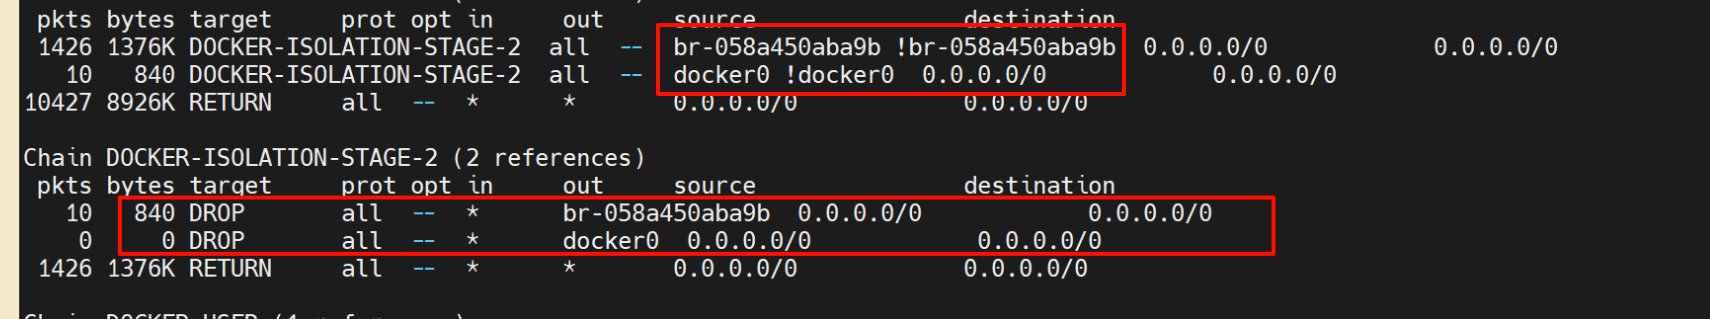 pkts bytes target     prot opt in     out     source               destination
1426 1376K DOCKER-ISOLATION-STAGE-2  all  --  br-058a450aba9b !br-058a450aba9b  0.0.0.0/0            0.0.0.0/0
10   840 DOCKER-ISOLATION-STAGE-2  all  --  docker0 !docker0  0.0.0.0/0            0.0.0.0/0
10427 8926K RETURN     all  --  *      *       0.0.0.0/0            0.0.0.0/0
Chain DOCKER-ISOLATION-STAGE-2 (2 references)
pkts bytes target     prot opt in     out     source               destination
10   840 DROP       all  --  *      br-058a450aba9b  0.0.0.0/0            0.0.0.0/0
0     0 DROP       all  --  *      docker0  0.0.0.0/0            0.0.0.0/0
1426 1376K RETURN     all  --  *      *       0.0.0.0/0            0.0.0.0/0
Chain DOCKER-USER